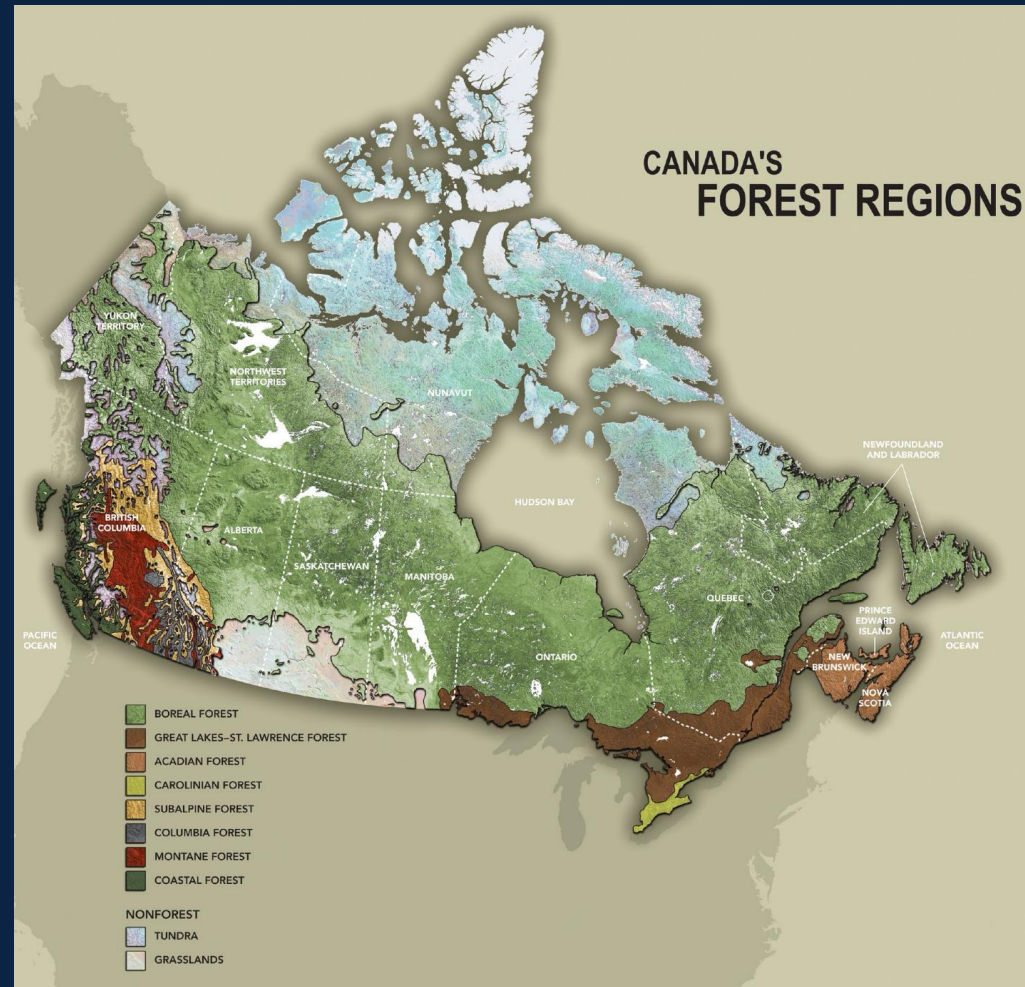 CANADA'S
FOREST REGIONS
YUKON
TERRITORY
NORTHWEST
TERRITORIES
NUNAVUT
NEWFOUNDLAND
AND LABRADOR
HUDSON BAY
BRITISH
COLUMBIA
ALBERTA
SASKATCHEWAN
MANITOBA
QUEBEC
PRINCE
EDWARD
ISLAND
PACIFIC
OCEAN
ATLANTIC
OCEAN
ONTARIO
NEW
BRUNSWICK
NOVA
SCOTIA
BOREAL FOREST
GREAT LAKES–ST. LAWRENCE FOREST
ACADIAN FOREST
CAROLINIAN FOREST
SUBALPINE FOREST
COLUMBIA FOREST
MONTANE FOREST
COASTAL FOREST
NONFOREST
TUNDRA
GRASSLANDS